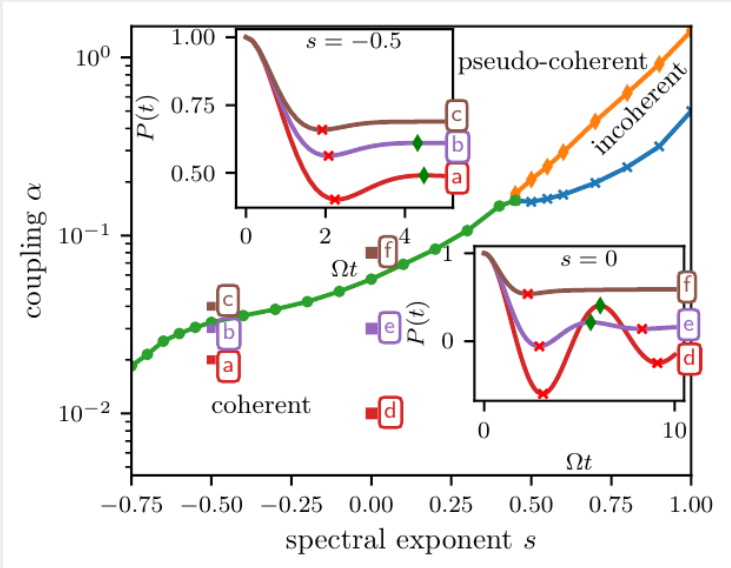 coupling α
10⁰
10⁻¹
10⁻²
−0.75 −0.50 −0.25 0.00 0.25 0.50 0.75 1.00
spectral exponent s
pseudo-coherent
incoherent
coherent
c
b
a
f
e
d
s = −0.5
P(t)
1.00
0.75
0.50
c
b
a
0 2 4
Ωt
s = 0
P(t)
1
0
f
e
d
0 10
Ωt